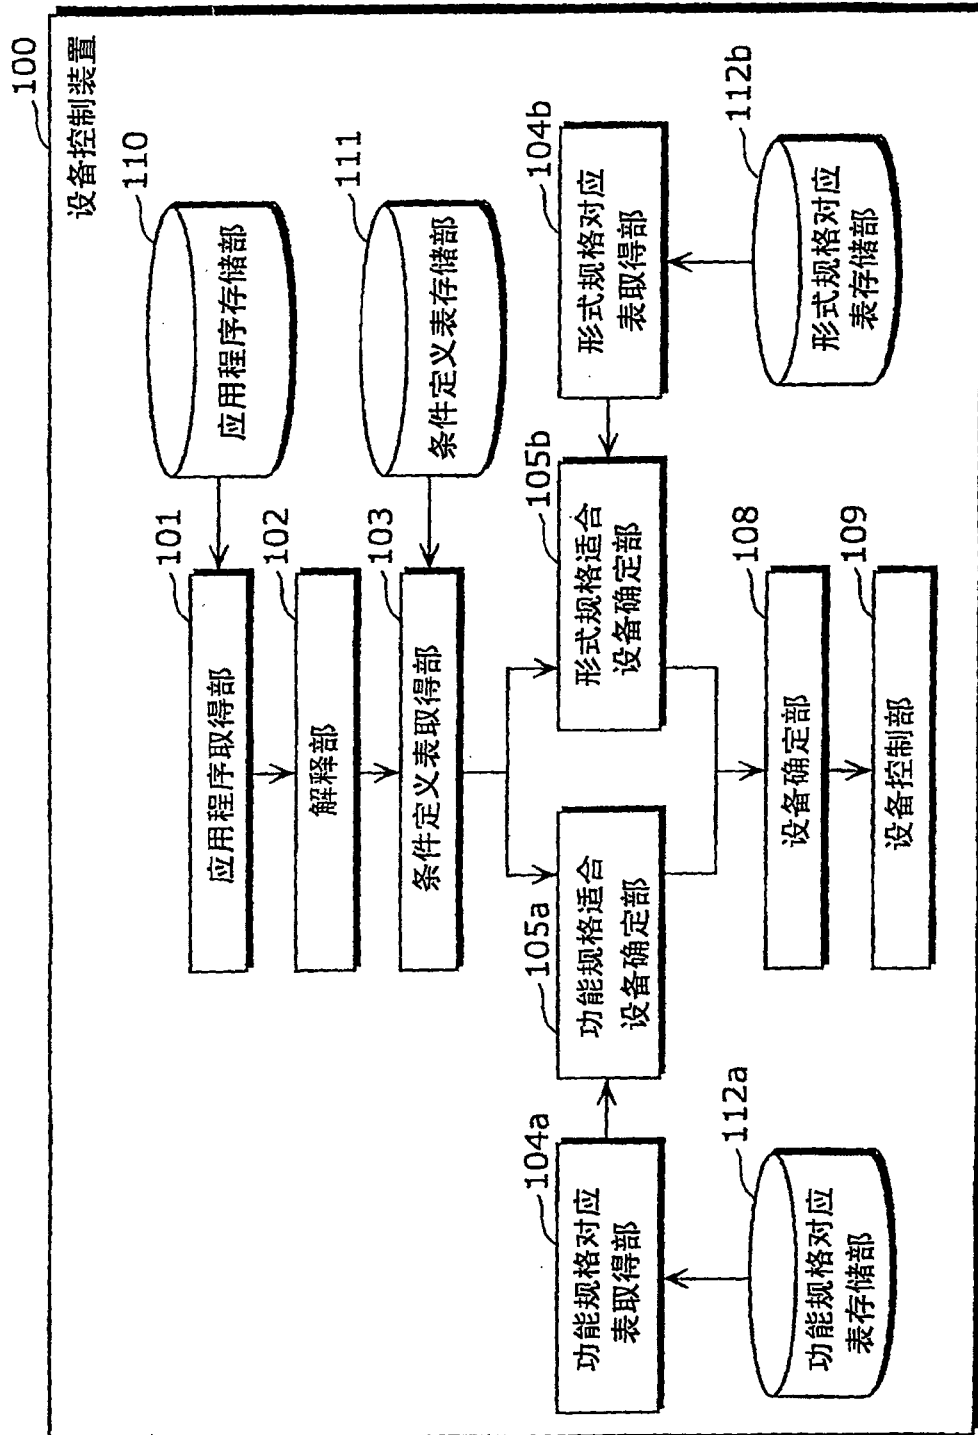 100
设备控制装置
110
应用程序存储部
101
应用程序取得部
102
解释部
111
条件定义表存储部
103
条件定义表取得部
104a
功能规格对应
表取得部
105a
功能规格适合
设备确定部
105b
形式规格适合
设备确定部
104b
形式规格对应
表取得部
112a
功能规格对应
表存储部
108
设备确定部
112b
形式规格对应
表存储部
109
设备控制部